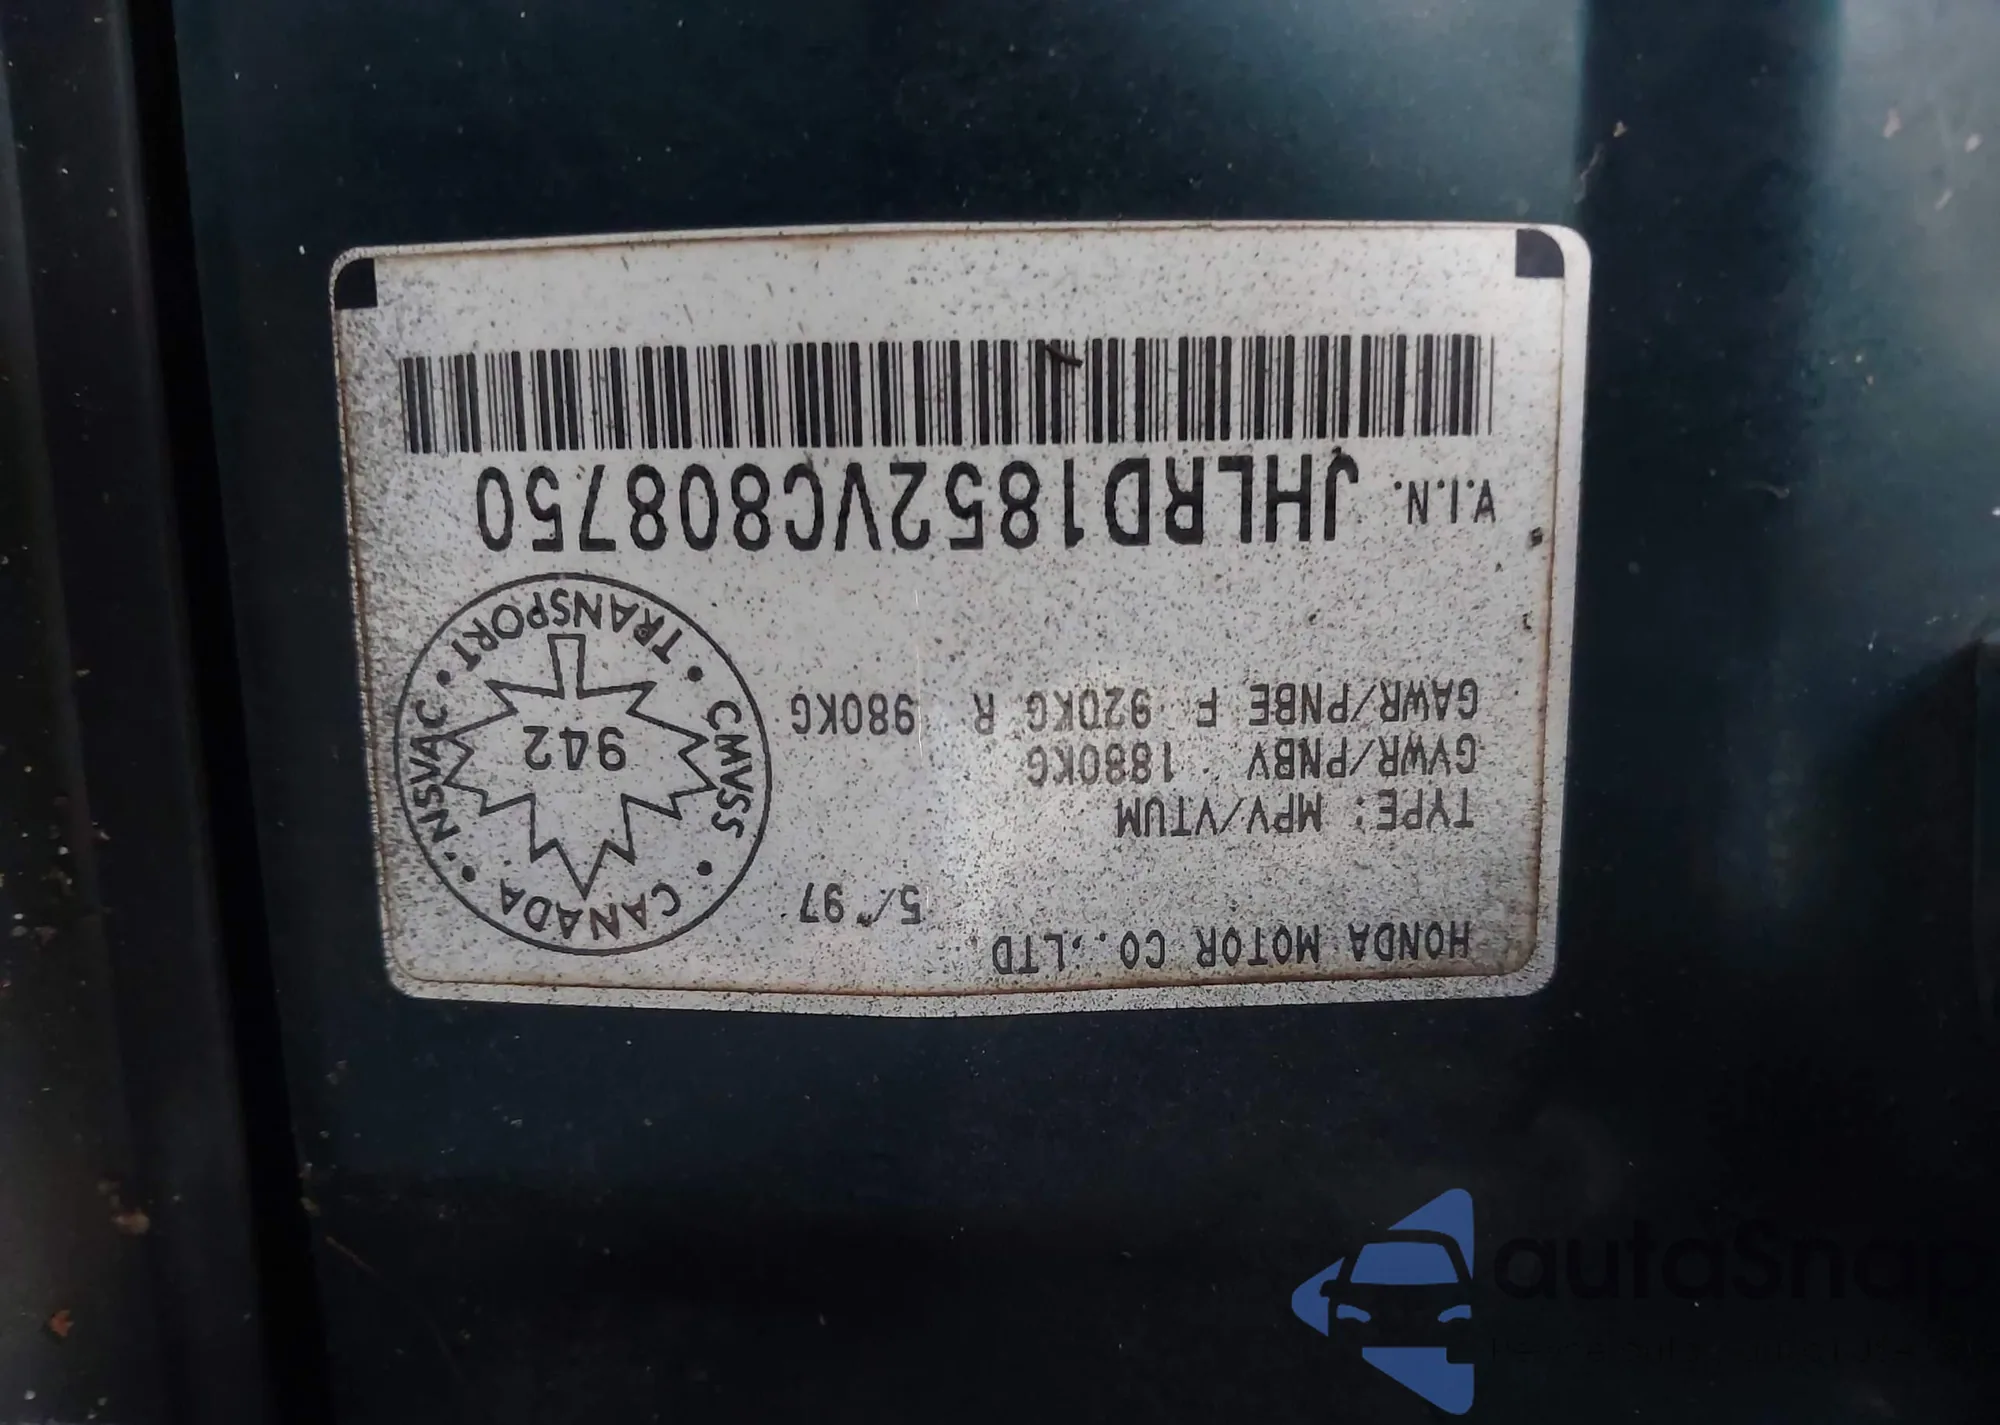 HONDA MOTOR CO.,LTD.
5/'97
TYPE: MPV/VTUM
GVWR/PNBV 1880KG
GAWR/PNBE F 920KG R 980KG
CANADA • NSVAC • TRANSPORT • CMVSS •
942
V.I.N. JHLRD1852VC808750
autaSnap